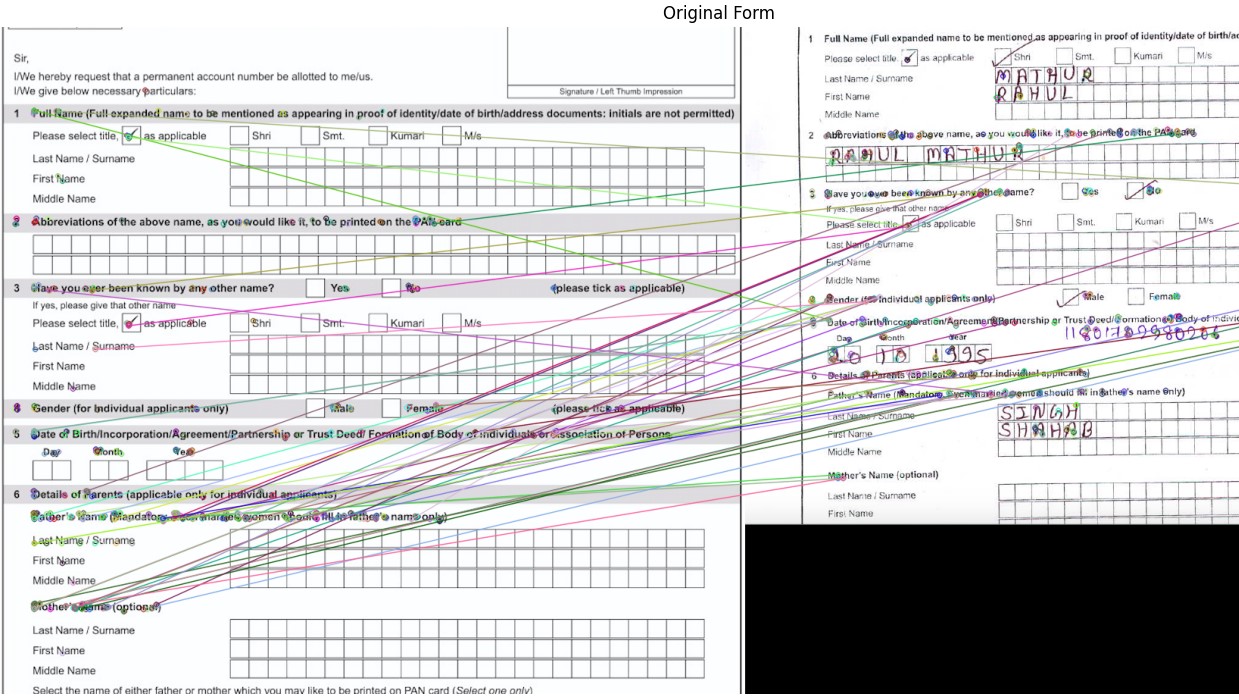 Original Form
Sir,
I/We hereby request that a permanent account number be allotted to me/us.
I/We give below necessary particulars:
Signature / Left Thumb Impression
1 Full Name (Full expanded name to be mentioned as appearing in proof of identity/date of birth/address documents: initials are not permitted)
Please select title, as applicable Shri Smt. Kumari M/s
Last Name / Surname
First Name
Middle Name
2 Abbreviations of the above name, as you would like it, to be printed on the PAN card
3 Have you ever been known by any other name? Yes No (please tick as applicable)
If yes, please give that other name
Please select title, as applicable Shri Smt. Kumari M/s
Last Name / Surname
First Name
Middle Name
Gender (for Individual applicants only) Male Female (please tick as applicable)
5 Date of Birth/Incorporation/Agreement/Partnership or Trust Deed/ Formation of Body of individuals or association of Persons
Day Month Year
6 Details of Parents (applicable only for individual applicants)
Father's Name (Mandatory married women should fill in father's name only)
Last Name / Surname
First Name
Middle Name
Mother's Name (optional)
Last Name / Surname
First Name
Middle Name
Select the name of either father or mother which you may like to be printed on PAN card (Select one only)
1 Full Name (Full expanded name to be mentioned as appearing in proof of identity/date of birth/ad
Please select title, as applicable Shri Smt. Kumari M/s
Last Name / Surname MATHUR
First Name RAHUL
Middle Name
2 Abbreviations of the above name, as you would like it, to be printed on the PAN card
RAHUL MATHUR
Have you ever been known by any other name? Yes No
If yes, please give that other name
Please select title, as applicable Shri Smt. Kumari M/s
Last Name / Surname
First Name
Middle Name
Gender (for individual applicants only) Male Female
Date of Birth/Incorporation/Agreement/Partnership or Trust Deed/Formation of Body of Indivi
Day Month Year
10 1995
6 Details of Parents (applicable only for individual applicants)
Father's Name (Mandatory married women should fill in father's name only)
Last Name / Surname SINGH
First Name
Middle Name
Mother's Name (optional)
Last Name / Surname
First Name